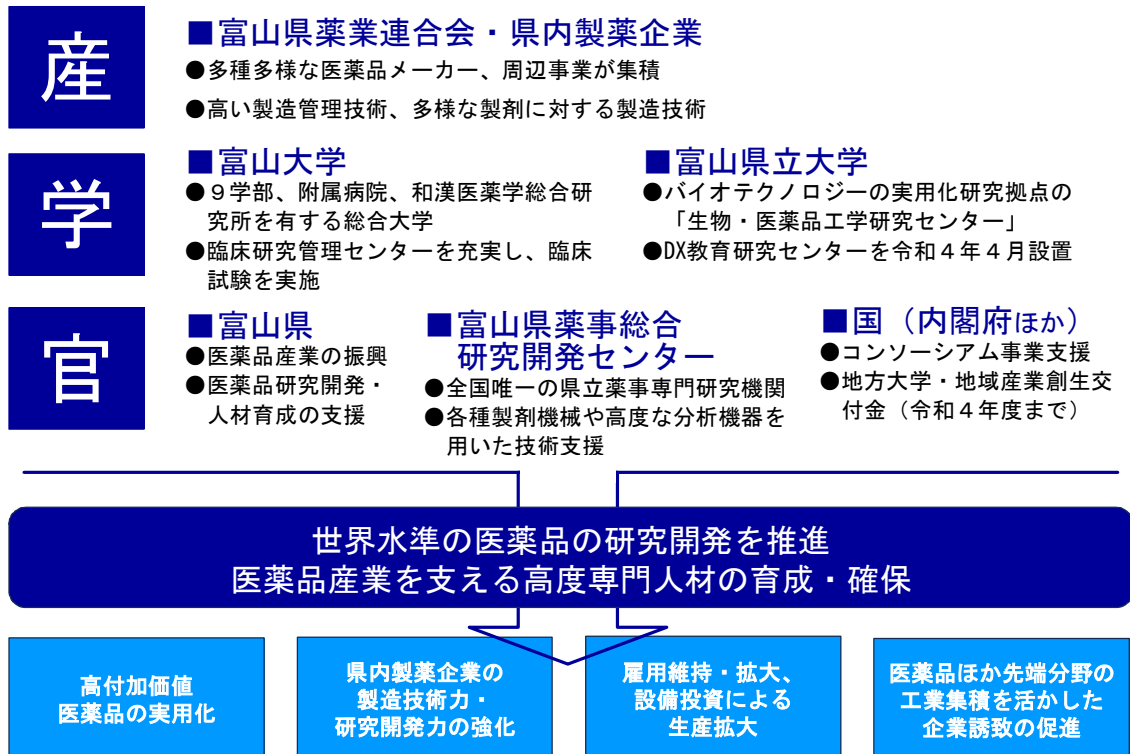 産
■富山県薬業連合会・県内製薬企業
●多種多様な医薬品メーカー、周辺事業が集積
●高い製造管理技術、多様な製剤に対する製造技術
学
■富山大学
●９学部、附属病院、和漢医薬学総合研
究所を有する総合大学
●臨床研究管理センターを充実し、臨床
試験を実施
■富山県立大学
●バイオテクノロジーの実用化研究拠点の
「生物・医薬品工学研究センター」
●DX教育研究センターを令和４年４月設置
官
■富山県
●医薬品産業の振興
●医薬品研究開発・
人材育成の支援
■富山県薬事総合
研究開発センター
●全国唯一の県立薬事専門研究機関
●各種製剤機械や高度な分析機器を
用いた技術支援
■国（内閣府ほか）
●コンソーシアム事業支援
●地方大学・地域産業創生交
付金（令和４年度まで）
世界水準の医薬品の研究開発を推進
医薬品産業を支える高度専門人材の育成・確保
高付加価値
医薬品の実用化
県内製薬企業の
製造技術力・
研究開発力の強化
雇用維持・拡大、
設備投資による
生産拡大
医薬品ほか先端分野の
工業集積を活かした
企業誘致の促進